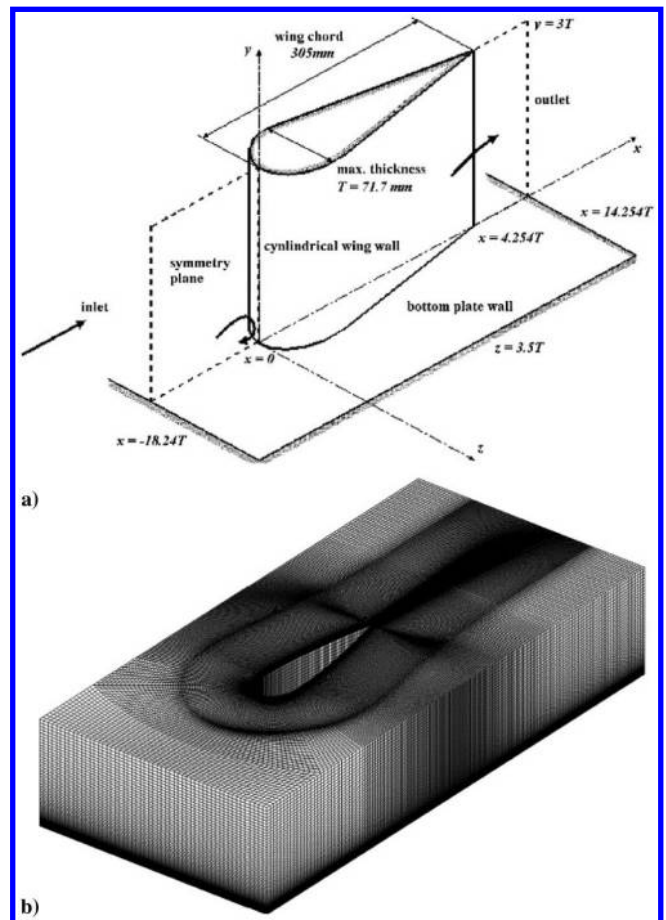 wing chord
305mm
y
y = 3T
outlet
x
max. thickness
T = 71.7 mm
x = 14.254T
cynlindrical wing wall
x = 4.254T
symmetry
plane
inlet
bottom plate wall
x = 0
z = 3.5T
x = -18.24T
z
a)
b)